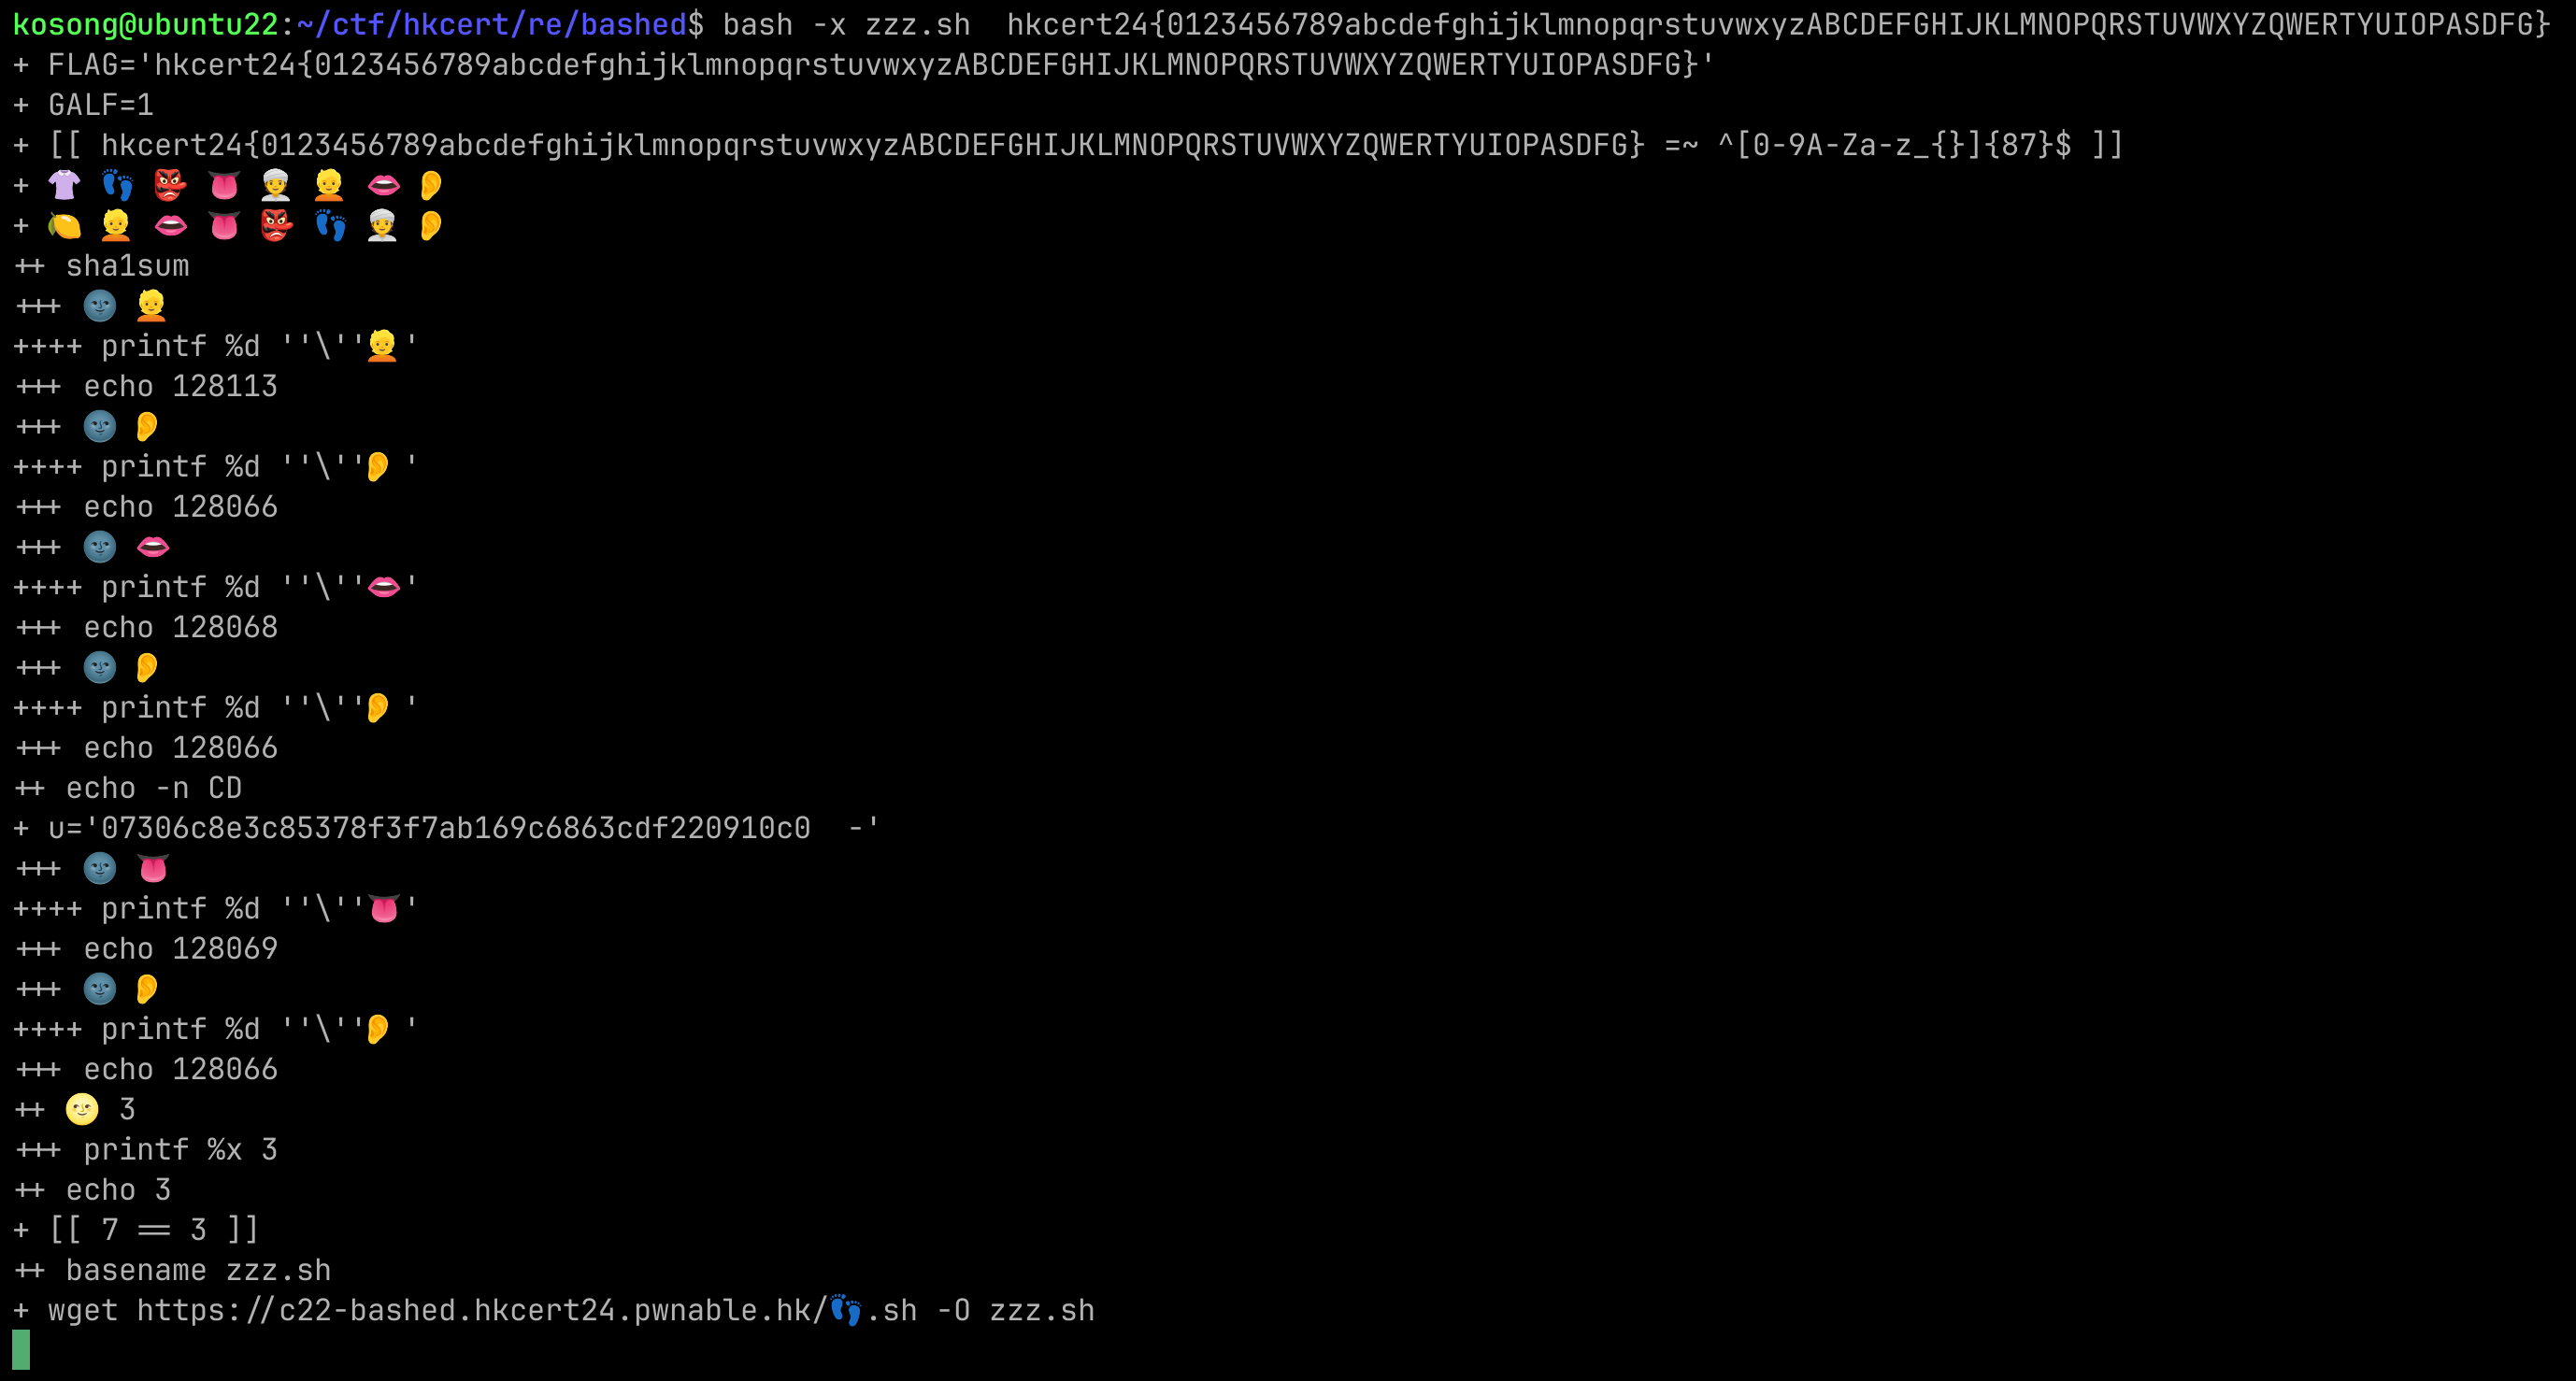 kosong@ubuntu22:~/ctf/hkcert/re/bashed$ bash -x zzz.sh  hkcert24{0123456789abcdefghijklmnopqrstuvwxyzABCDEFGHIJKLMNOPQRSTUVWXYZQWERTYUIOPASDFG}
+ FLAG='hkcert24{0123456789abcdefghijklmnopqrstuvwxyzABCDEFGHIJKLMNOPQRSTUVWXYZQWERTYUIOPASDFG}'
+ GALF=1
+ [[ hkcert24{0123456789abcdefghijklmnopqrstuvwxyzABCDEFGHIJKLMNOPQRSTUVWXYZQWERTYUIOPASDFG} =~ ^[0-9A-Za-z_{}]{87}$ ]]
+ 👚 👣 👺 👅 👳 👱 👄 👂
+ 🍋 👱 👄 👅 👺 👣 👳 👂
++ sha1sum
+++ 🌚 👱
++++ printf %d ''\''👱'
+++ echo 128113
+++ 🌚 👂
++++ printf %d ''\''👂'
+++ echo 128066
+++ 🌚 👄
++++ printf %d ''\''👄'
+++ echo 128068
+++ 🌚 👂
++++ printf %d ''\''👂'
+++ echo 128066
++ echo -n CD
+ u='07306c8e3c85378f3f7ab169c6863cdf220910c0  -'
+++ 🌚 👅
++++ printf %d ''\''👅'
+++ echo 128069
+++ 🌚 👂
++++ printf %d ''\''👂'
+++ echo 128066
++ 🌝 3
+++ printf %x 3
++ echo 3
+ [[ 7 == 3 ]]
++ basename zzz.sh
+ wget https://c22-bashed.hkcert24.pwnable.hk/👣.sh -O zzz.sh